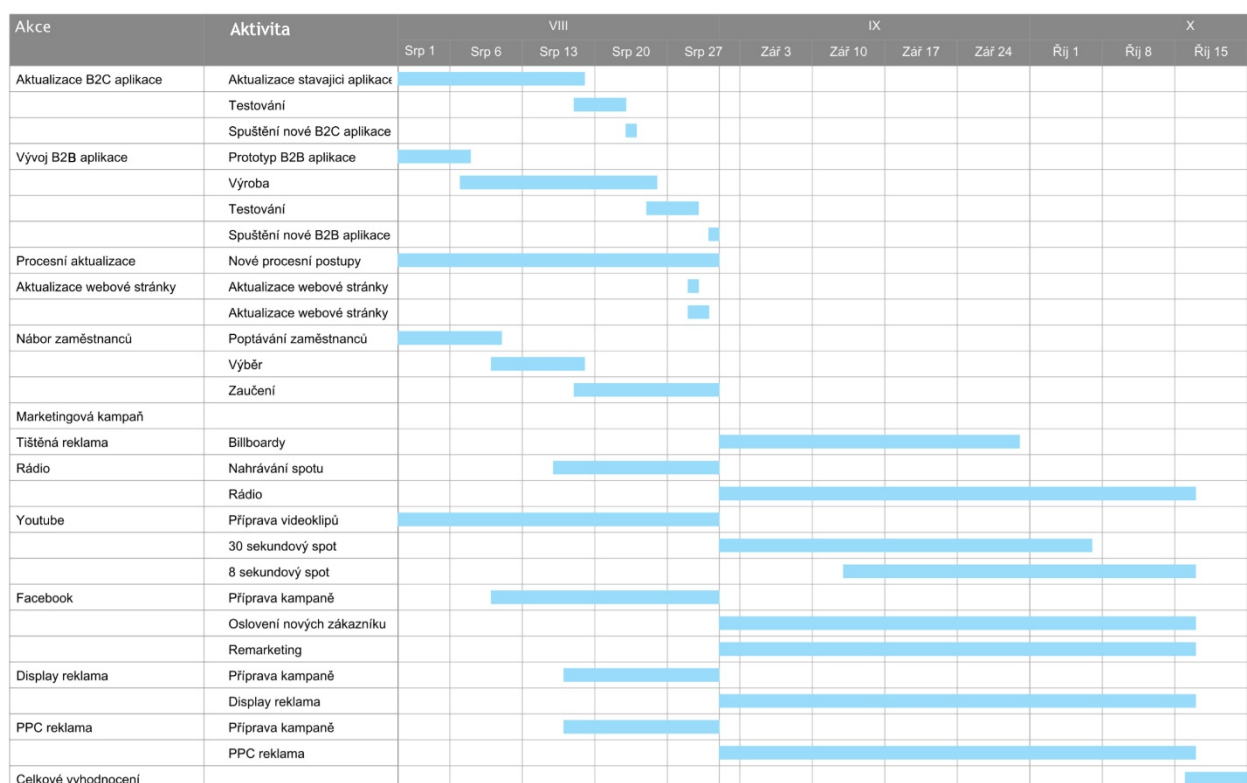 Akce Aktivita VIII IX X
Srp 1 Srp 6 Srp 13 Srp 20 Srp 27 Zář 3 Zář 10 Zář 17 Zář 24 Říj 1 Říj 8 Říj 15
Aktualizace B2C aplikace Aktualizace stavajici aplikace
Testování
Spuštění nové B2C aplikace
Vývoj B2B aplikace Prototyp B2B aplikace
Výroba
Testování
Spuštění nové B2B aplikace
Procesní aktualizace Nové procesní postupy
Aktualizace webové stránky Aktualizace webové stránky
Aktualizace webové stránky
Nábor zaměstnanců Poptávání zaměstnanců
Výběr
Zaučení
Marketingová kampaň
Tištěná reklama Billboardy
Rádio Nahrávání spotu
Rádio
Youtube Příprava videoklipů
30 sekundový spot
8 sekundový spot
Facebook Příprava kampaně
Oslovení nových zákazníku
Remarketing
Display reklama Příprava kampaně
Display reklama
PPC reklama Příprava kampaně
PPC reklama
Celkové vyhodnocení